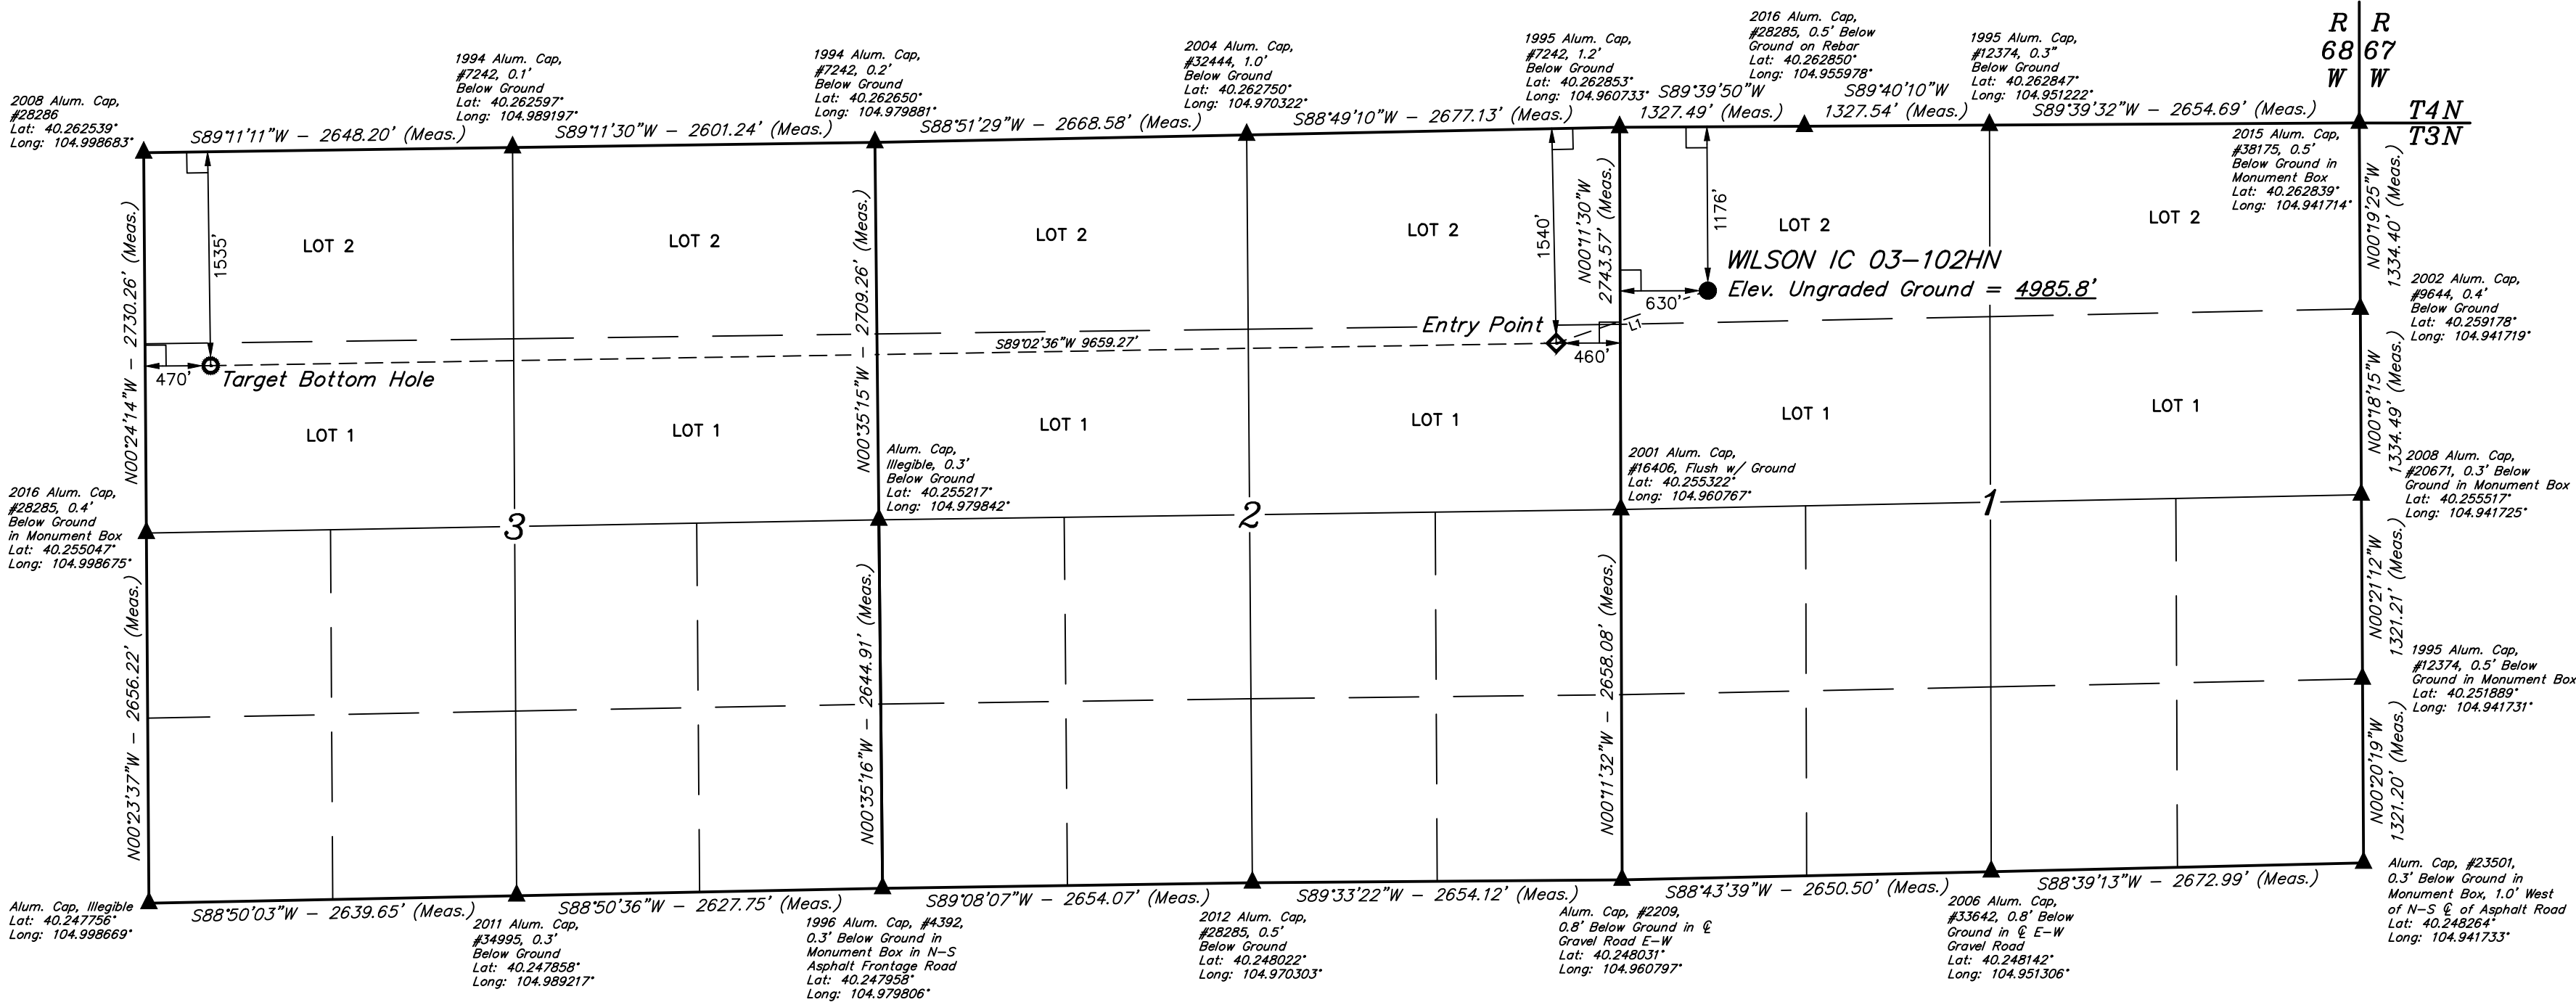 R R
68 67
W W
T4N
T3N
2008 Alum. Cap,
#28286
Lat: 40.262539°
Long: 104.998683°
1994 Alum. Cap,
#7242, 0.1'
Below Ground
Lat: 40.262597°
Long: 104.989197°
1994 Alum. Cap,
#7242, 0.2'
Below Ground
Lat: 40.262650°
Long: 104.979881°
2004 Alum. Cap,
#32444, 1.0'
Below Ground
Lat: 40.262750°
Long: 104.970322°
1995 Alum. Cap,
#7242, 1.2'
Below Ground
Lat: 40.262853°
Long: 104.960733°
2016 Alum. Cap,
#28285, 0.5' Below
Ground on Rebar
Lat: 40.262850°
Long: 104.955978°
1995 Alum. Cap,
#12374, 0.3"
Below Ground
Lat: 40.262847°
Long: 104.951222°
S89°11'11"W - 2648.20' (Meas.)
S89°11'30"W - 2601.24' (Meas.)
S88°51'29"W - 2668.58' (Meas.)
S88°49'10"W - 2677.13' (Meas.)
S89°39'50"W
1327.49' (Meas.)
S89°40'10"W
1327.54' (Meas.)
S89°39'32"W - 2654.69' (Meas.)
2015 Alum. Cap,
#38175, 0.5'
Below Ground in
Monument Box
Lat: 40.262839°
Long: 104.941714°
N00°24'14"W - 2730.26' (Meas.)
1535'
LOT 2
LOT 2
N00°35'15"W - 2709.26' (Meas.)
LOT 2
LOT 2
1540'
N00°11'30"W
2743.57' (Meas.)
1176'
LOT 2
LOT 2
N00°19'25"W
1334.40' (Meas.)
WILSON IC 03-102HN
Elev. Ungraded Ground = 4985.8'
630'
L1
Entry Point
460'
S89°02'36"W 9659.27'
470'
Target Bottom Hole
2002 Alum. Cap,
#9644, 0.4'
Below Ground
Lat: 40.259178°
Long: 104.941719°
N00°18'15"W
1334.49' (Meas.)
LOT 1
LOT 1
LOT 1
LOT 1
LOT 1
LOT 1
2016 Alum. Cap,
#28285, 0.4'
Below Ground
in Monument Box
Lat: 40.255047°
Long: 104.998675°
Alum. Cap,
Illegible, 0.3'
Below Ground
Lat: 40.255217°
Long: 104.979842°
2001 Alum. Cap,
#16406, Flush w/ Ground
Lat: 40.255322°
Long: 104.960767°
2008 Alum. Cap,
#20671, 0.3' Below
Ground in Monument Box
Lat: 40.255517°
Long: 104.941725°
3
2
1
N00°23'37"W - 2656.22' (Meas.)
N00°35'16"W - 2644.91' (Meas.)
N00°11'32"W - 2658.08' (Meas.)
N00°21'12"W
1321.21' (Meas.)
1995 Alum. Cap,
#12374, 0.5' Below
Ground in Monument Box
Lat: 40.251889°
Long: 104.941731°
N00°20'19"W
1321.20' (Meas.)
S88°50'03"W - 2639.65' (Meas.)
S88°50'36"W - 2627.75' (Meas.)
S89°08'07"W - 2654.07' (Meas.)
S89°33'22"W - 2654.12' (Meas.)
S88°43'39"W - 2650.50' (Meas.)
S88°39'13"W - 2672.99' (Meas.)
Alum. Cap, Illegible
Lat: 40.247756°
Long: 104.998669°
2011 Alum. Cap,
#34995, 0.3'
Below Ground
Lat: 40.247858°
Long: 104.989217°
1996 Alum. Cap, #4392,
0.3' Below Ground in
Monument Box in N-S
Asphalt Frontage Road
Lat: 40.247958°
Long: 104.979806°
2012 Alum. Cap,
#28285, 0.5'
Below Ground
Lat: 40.248022°
Long: 104.970303°
Alum. Cap, #2209,
0.8' Below Ground in ℄
Gravel Road E-W
Lat: 40.248031°
Long: 104.960797°
2006 Alum. Cap,
#33642, 0.8' Below
Ground in ℄ E-W
Gravel Road
Lat: 40.248142°
Long: 104.951306°
Alum. Cap, #23501,
0.3' Below Ground in
Monument Box, 1.0' West
of N-S ℄ of Asphalt Road
Lat: 40.248264°
Long: 104.941733°